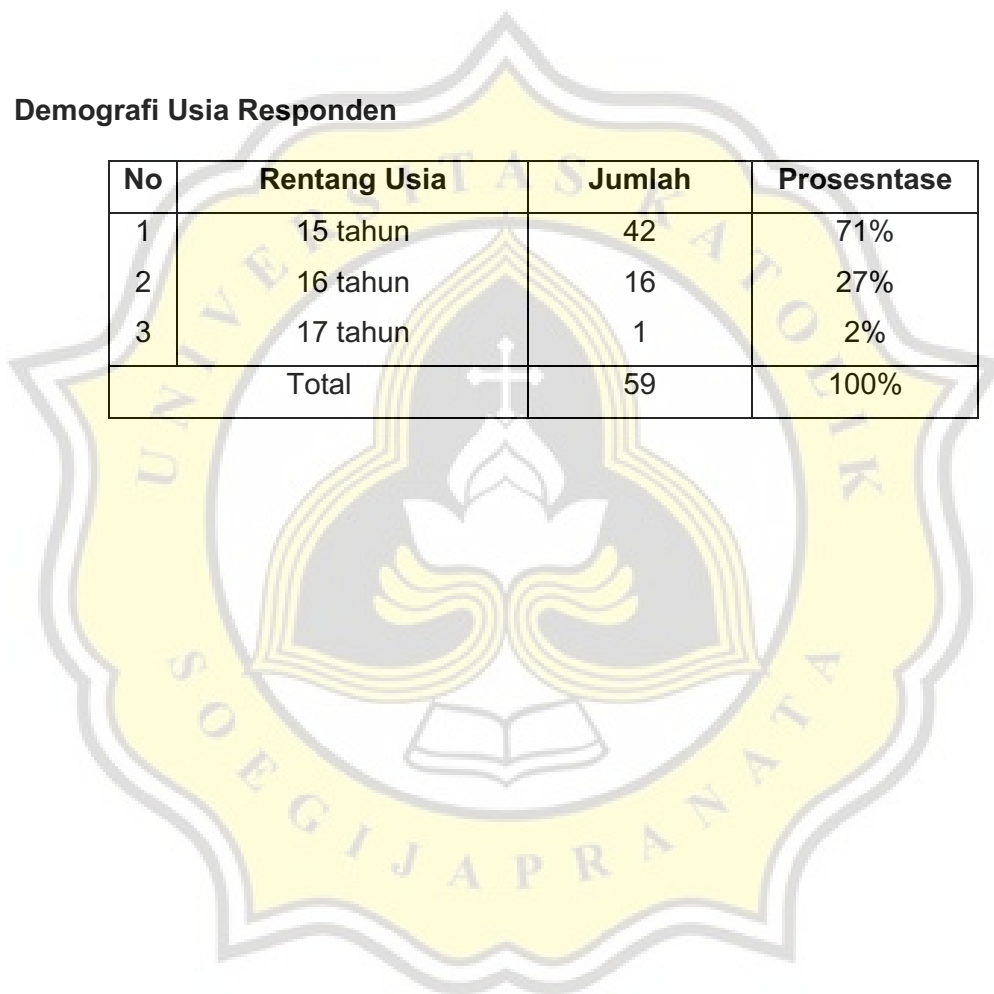 Demografi Usia Responden
No Rentang Usia Jumlah Prosesntase
1 15 tahun 42 71%
2 16 tahun 16 27%
3 17 tahun 1 2%
Total 59 100%
UNIVERSITAS KATOLIK
SOEGIJAPRANATA